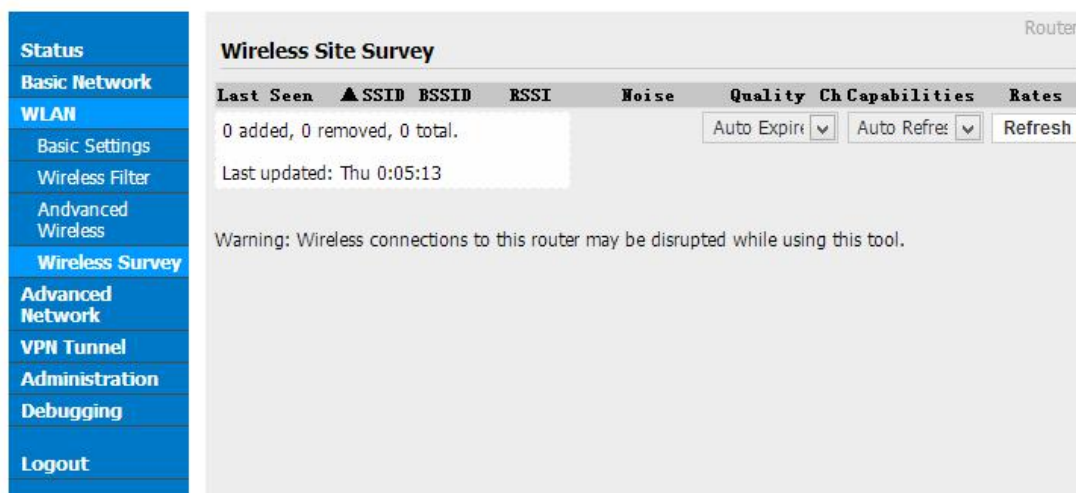 Router
Status
Basic Network
WLAN
Basic Settings
Wireless Filter
Andvanced
Wireless
Wireless Survey
Advanced
Network
VPN Tunnel
Administration
Debugging
Logout
Wireless Site Survey
Last Seen ▲SSID BSSID RSSI Noise Quality Ch Capabilities Rates
0 added, 0 removed, 0 total. Auto Expire Auto Refres Refresh
Last updated: Thu 0:05:13
Warning: Wireless connections to this router may be disrupted while using this tool.